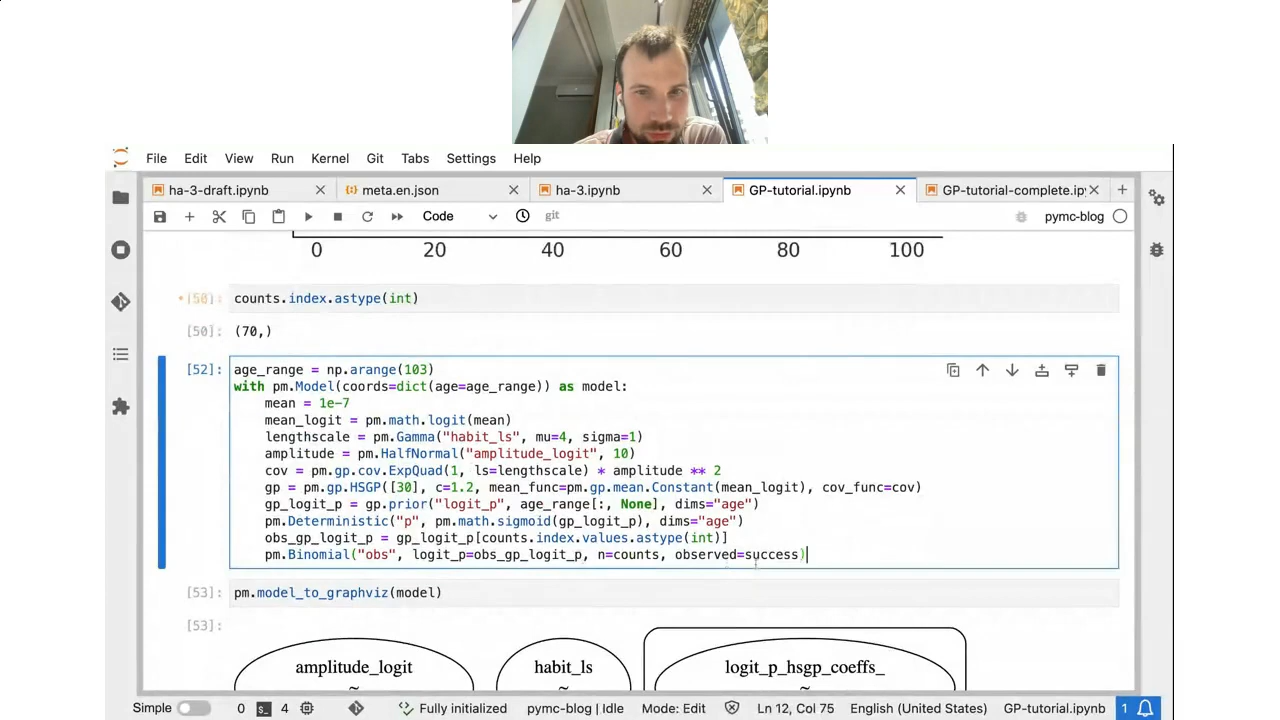 File Edit View Run Kernel Git Tabs Settings Help
ha-3-draft.ipynb meta.en.json ha-3.ipynb GP-tutorial.ipynb GP-tutorial-complete.ip
Code git pymc-blog
0 20 40 60 80 100
[50]: counts.index.astype(int)
[50]: (70,)
[52]: age_range = np.arange(103)
with pm.Model(coords=dict(age=age_range)) as model:
mean = 1e-7
mean_logit = pm.math.logit(mean)
lengthscale = pm.Gamma("habit_ls", mu=4, sigma=1)
amplitude = pm.HalfNormal("amplitude_logit", 10)
cov = pm.gp.cov.ExpQuad(1, ls=lengthscale) * amplitude ** 2
gp = pm.gp.HSGP([30], c=1.2, mean_func=pm.gp.mean.Constant(mean_logit), cov_func=cov)
gp_logit_p = gp.prior("logit_p", age_range[:, None], dims="age")
pm.Deterministic("p", pm.math.sigmoid(gp_logit_p), dims="age")
obs_gp_logit_p = gp_logit_p[counts.index.values.astype(int)]
pm.Binomial("obs", logit_p=obs_gp_logit_p, n=counts, observed=success)
[53]: pm.model_to_graphviz(model)
[53]:
amplitude_logit habit_ls logit_p_hsgp_coeffs_
~ ~ ~
Simple 0 4 Fully initialized pymc-blog | Idle Mode: Edit Ln 12, Col 75 English (United States) GP-tutorial.ipynb 1